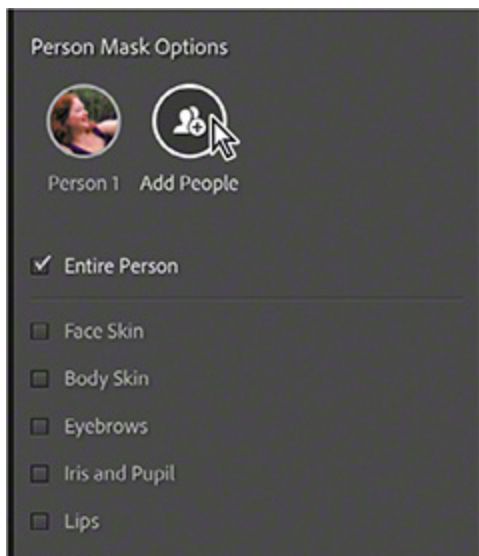 Person Mask Options
Person 1 Add People
Entire Person
Face Skin
Body Skin
Eyebrows
Iris and Pupil
Lips